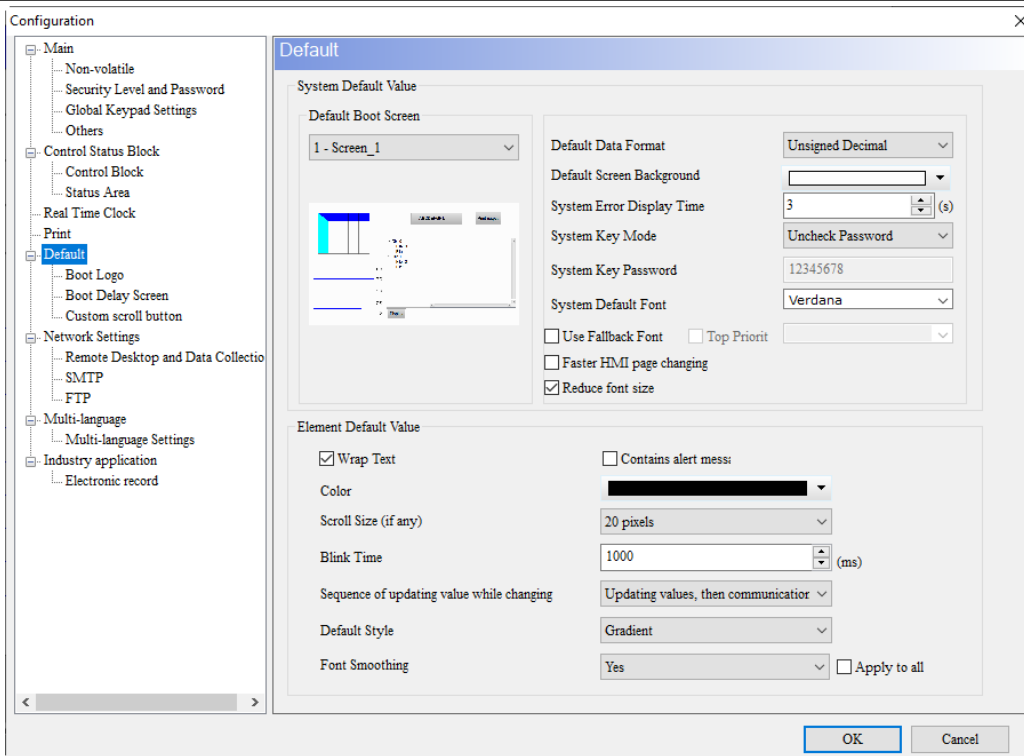 Configuration
Main
Non-volatile
Security Level and Password
Global Keypad Settings
Others
Control Status Block
Control Block
Status Area
Real Time Clock
Print
Default
Boot Logo
Boot Delay Screen
Custom scroll button
Network Settings
Remote Desktop and Data Collectio
SMTP
FTP
Multi-language
Multi-language Settings
Industry application
Electronic record
Default
System Default Value
Default Boot Screen
1 - Screen_1
Default Data Format Unsigned Decimal
Default Screen Background
System Error Display Time 3 (s)
System Key Mode Uncheck Password
System Key Password 12345678
System Default Font Verdana
Use Fallback Font Top Priorit
Faster HMI page changing
Reduce font size
Element Default Value
Wrap Text Contains alert mess
Color
Scroll Size (if any) 20 pixels
Blink Time 1000 (ms)
Sequence of updating value while changing Updating values, then communication
Default Style Gradient
Font Smoothing Yes Apply to all
OK Cancel